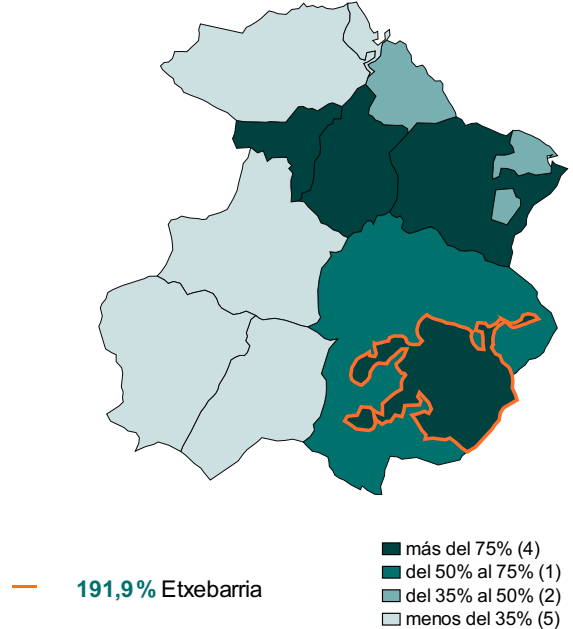 191,9 % Etxebarria
más del 75% (4)
del 50% al 75% (1)
del 35% al 50% (2)
menos del 35% (5)